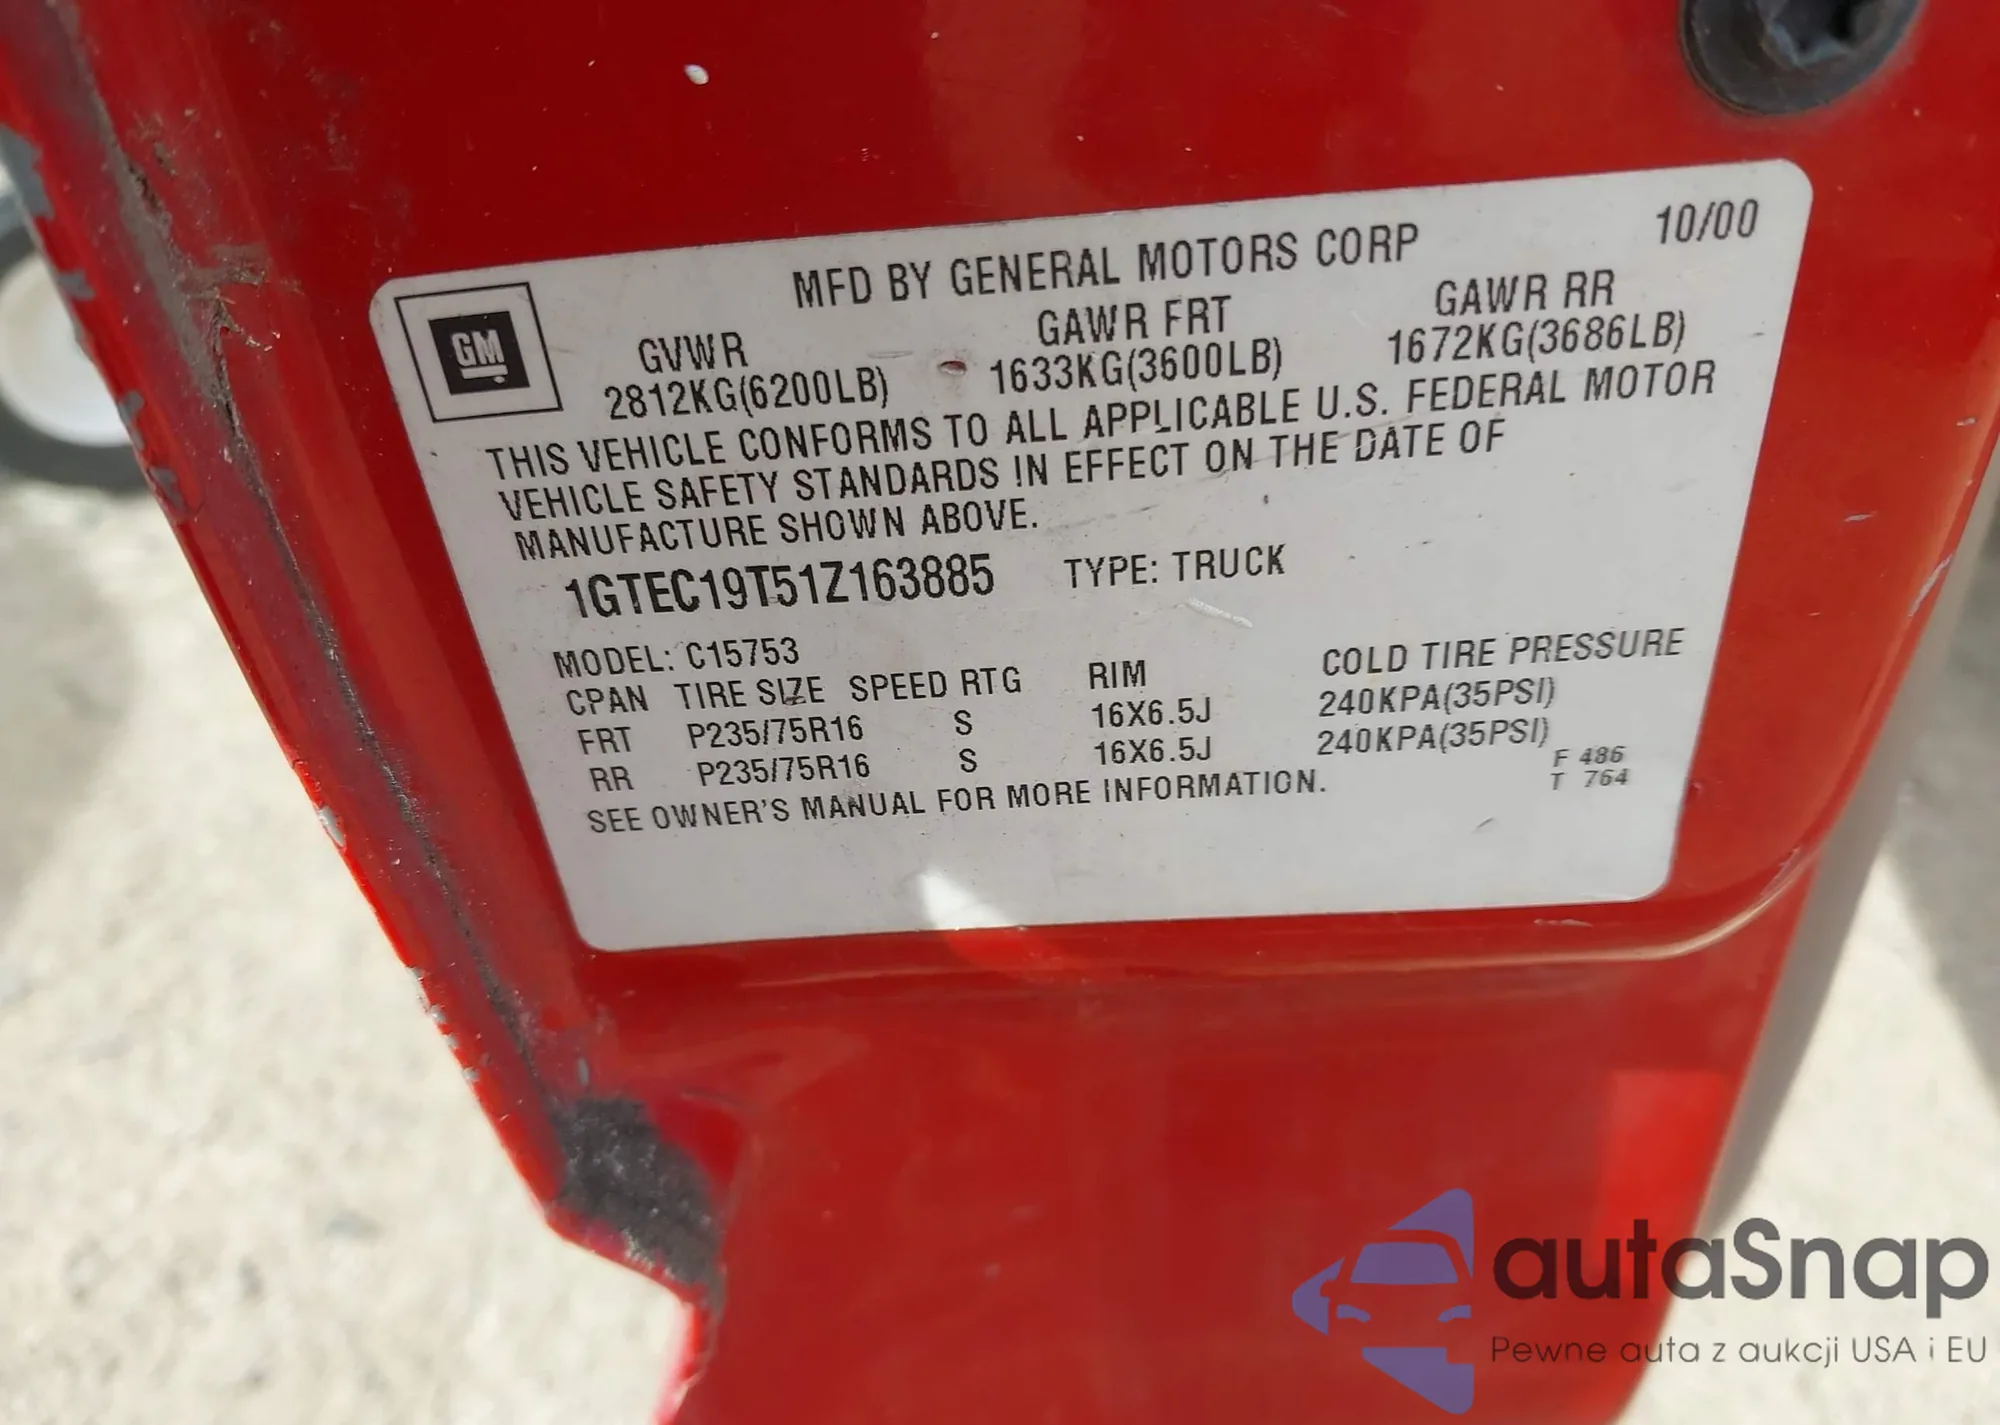 MFD BY GENERAL MOTORS CORP 10/00
GM
GVWR GAWR FRT GAWR RR
2812KG(6200LB) 1633KG(3600LB) 1672KG(3686LB)
THIS VEHICLE CONFORMS TO ALL APPLICABLE U.S. FEDERAL MOTOR
VEHICLE SAFETY STANDARDS IN EFFECT ON THE DATE OF
MANUFACTURE SHOWN ABOVE.
1GTEC19T51Z163885 TYPE: TRUCK
MODEL: C15753
CPAN TIRE SIZE SPEED RTG RIM COLD TIRE PRESSURE
FRT P235/75R16 S 16X6.5J 240KPA(35PSI)
RR P235/75R16 S 16X6.5J 240KPA(35PSI)
SEE OWNER'S MANUAL FOR MORE INFORMATION.
F 486
T 764
autaSnap
Pewne auta z aukcji USA i EU